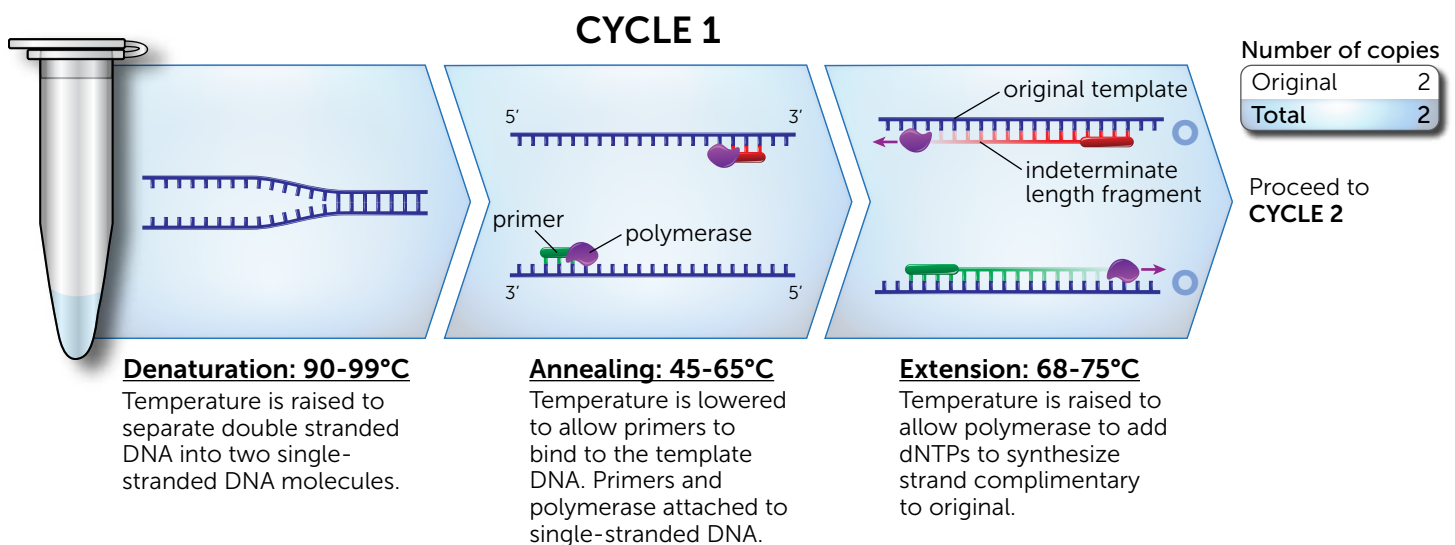 CYCLE 1
5’ 3’
primer
polymerase
3’ 5’
original template
indeterminate
length fragment
Number of copies
Original 2
Total 2
Proceed to
CYCLE 2
Denaturation: 90-99°C
Temperature is raised to
separate double stranded
DNA into two single-
stranded DNA molecules.
Annealing: 45-65°C
Temperature is lowered
to allow primers to
bind to the template
DNA. Primers and
polymerase attached to
single-stranded DNA.
Extension: 68-75°C
Temperature is raised to
allow polymerase to add
dNTPs to synthesize
strand complimentary
to original.